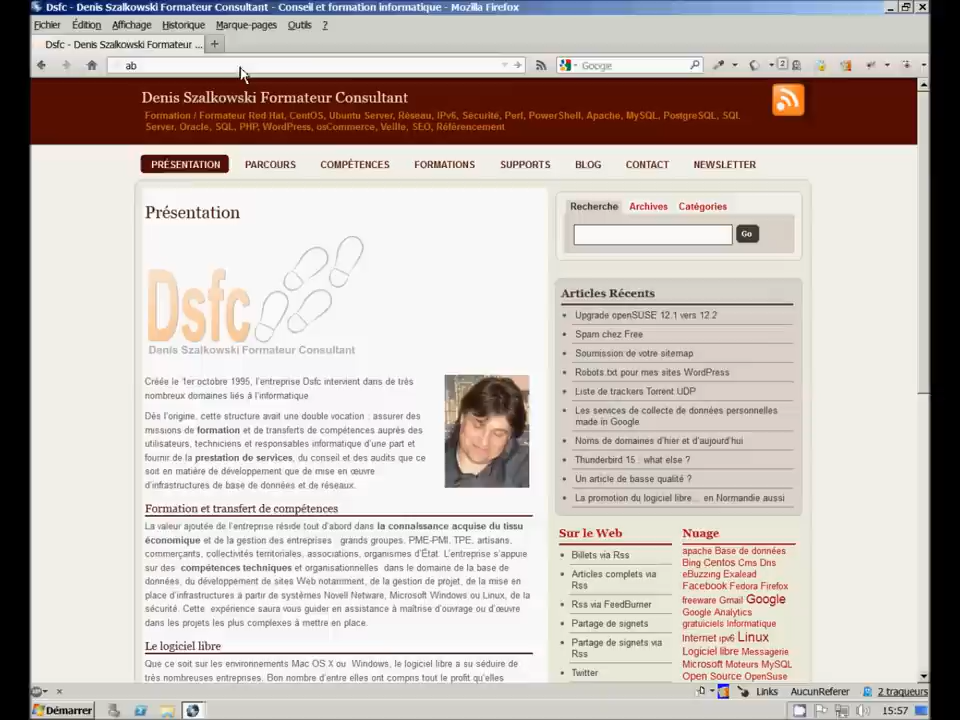 Dsfc - Denis Szalkowski Formateur Consultant - Conseil et formation informatique - Mozilla Firefox
Fichier Édition Affichage Historique Marque-pages Outils ?
Dsfc - Denis Szalkowski Formateur ...
ab
Google
2
Denis Szalkowski Formateur Consultant
Formation / Formateur Red Hat, CentOS, Ubuntu Server, Réseau, IPv6, Sécurité, Perl, PowerShell, Apache, MySQL, PostgreSQL, SQL
Server, Oracle, SQL, PHP, WordPress, osCommerce, Veille, SEO, Référencement
PRÉSENTATION PARCOURS COMPÉTENCES FORMATIONS SUPPORTS BLOG CONTACT NEWSLETTER
Présentation
Dsfc
Denis Szalkowski Formateur Consultant
Créée le 1er octobre 1995, l'entreprise Dsfc intervient dans de très
nombreux domaines liés à l'informatique
Dès l'origine, cette structure avait une double vocation : assurer des
missions de formation et de transferts de compétences auprès des
utilisateurs, techniciens et responsables informatique d'une part et
fournir de la prestation de services, du conseil et des audits que ce
soit en matière de développement que de mise en œuvre
d'infrastructures de base de données et de réseaux.
Formation et transfert de compétences
La valeur ajoutée de l'entreprise réside tout d'abord dans la connaissance acquise du tissu
économique et de la gestion des entreprises : grands groupes, PME-PMI, TPE, artisans,
commerçants, collectivités territoriales, associations, organismes d'État. L'entreprise s'appuie
sur des compétences techniques et organisationnelles dans le domaine de la base de
données, du développement de sites Web notamment, de la gestion de projet, de la mise en
place d'infrastructures à partir de systèmes Novell Netware, Microsoft Windows ou Linux, de la
sécurité. Cette expérience saura vous guider en assistance à maîtrise d'ouvrage ou d'œuvre
dans les projets les plus complexes à mettre en place.
Le logiciel libre
Que ce soit sur les environnements Mac OS X ou Windows, le logiciel libre a su séduire de
très nombreuses entreprises. Bon nombre d'entre elles ont compris tout le profit qu'elles
Recherche Archives Catégories
Go
Articles Récents
Upgrade openSUSE 12.1 vers 12.2
Spam chez Free
Soumission de votre sitemap
Robots.txt pour mes sites WordPress
Liste de trackers Torrent UDP
Les services de collecte de données personnelles
made in Google
Noms de domaines d'hier et d'aujourd'hui
Thunderbird 15 : what else ?
Un article de basse qualité ?
La promotion du logiciel libre... en Normandie aussi
Sur le Web
Billets via Rss
Articles complets via
Rss
Rss via FeedBurner
Partage de signets
Partage de signets via
Rss
Twitter
Nuage
apache Base de données
Bing Centos Cms Dns
eBuzzing Exalead
Facebook Fedora Firefox
freeware Gmail Google
Google Analytics
gratuiciels Informatique
Internet ipv6 Linux
Logiciel libre Messagerie
Microsoft Moteurs MySQL
Open Source OpenSuse
Links AucunReferer 2 traqueurs
Démarrer
15:57